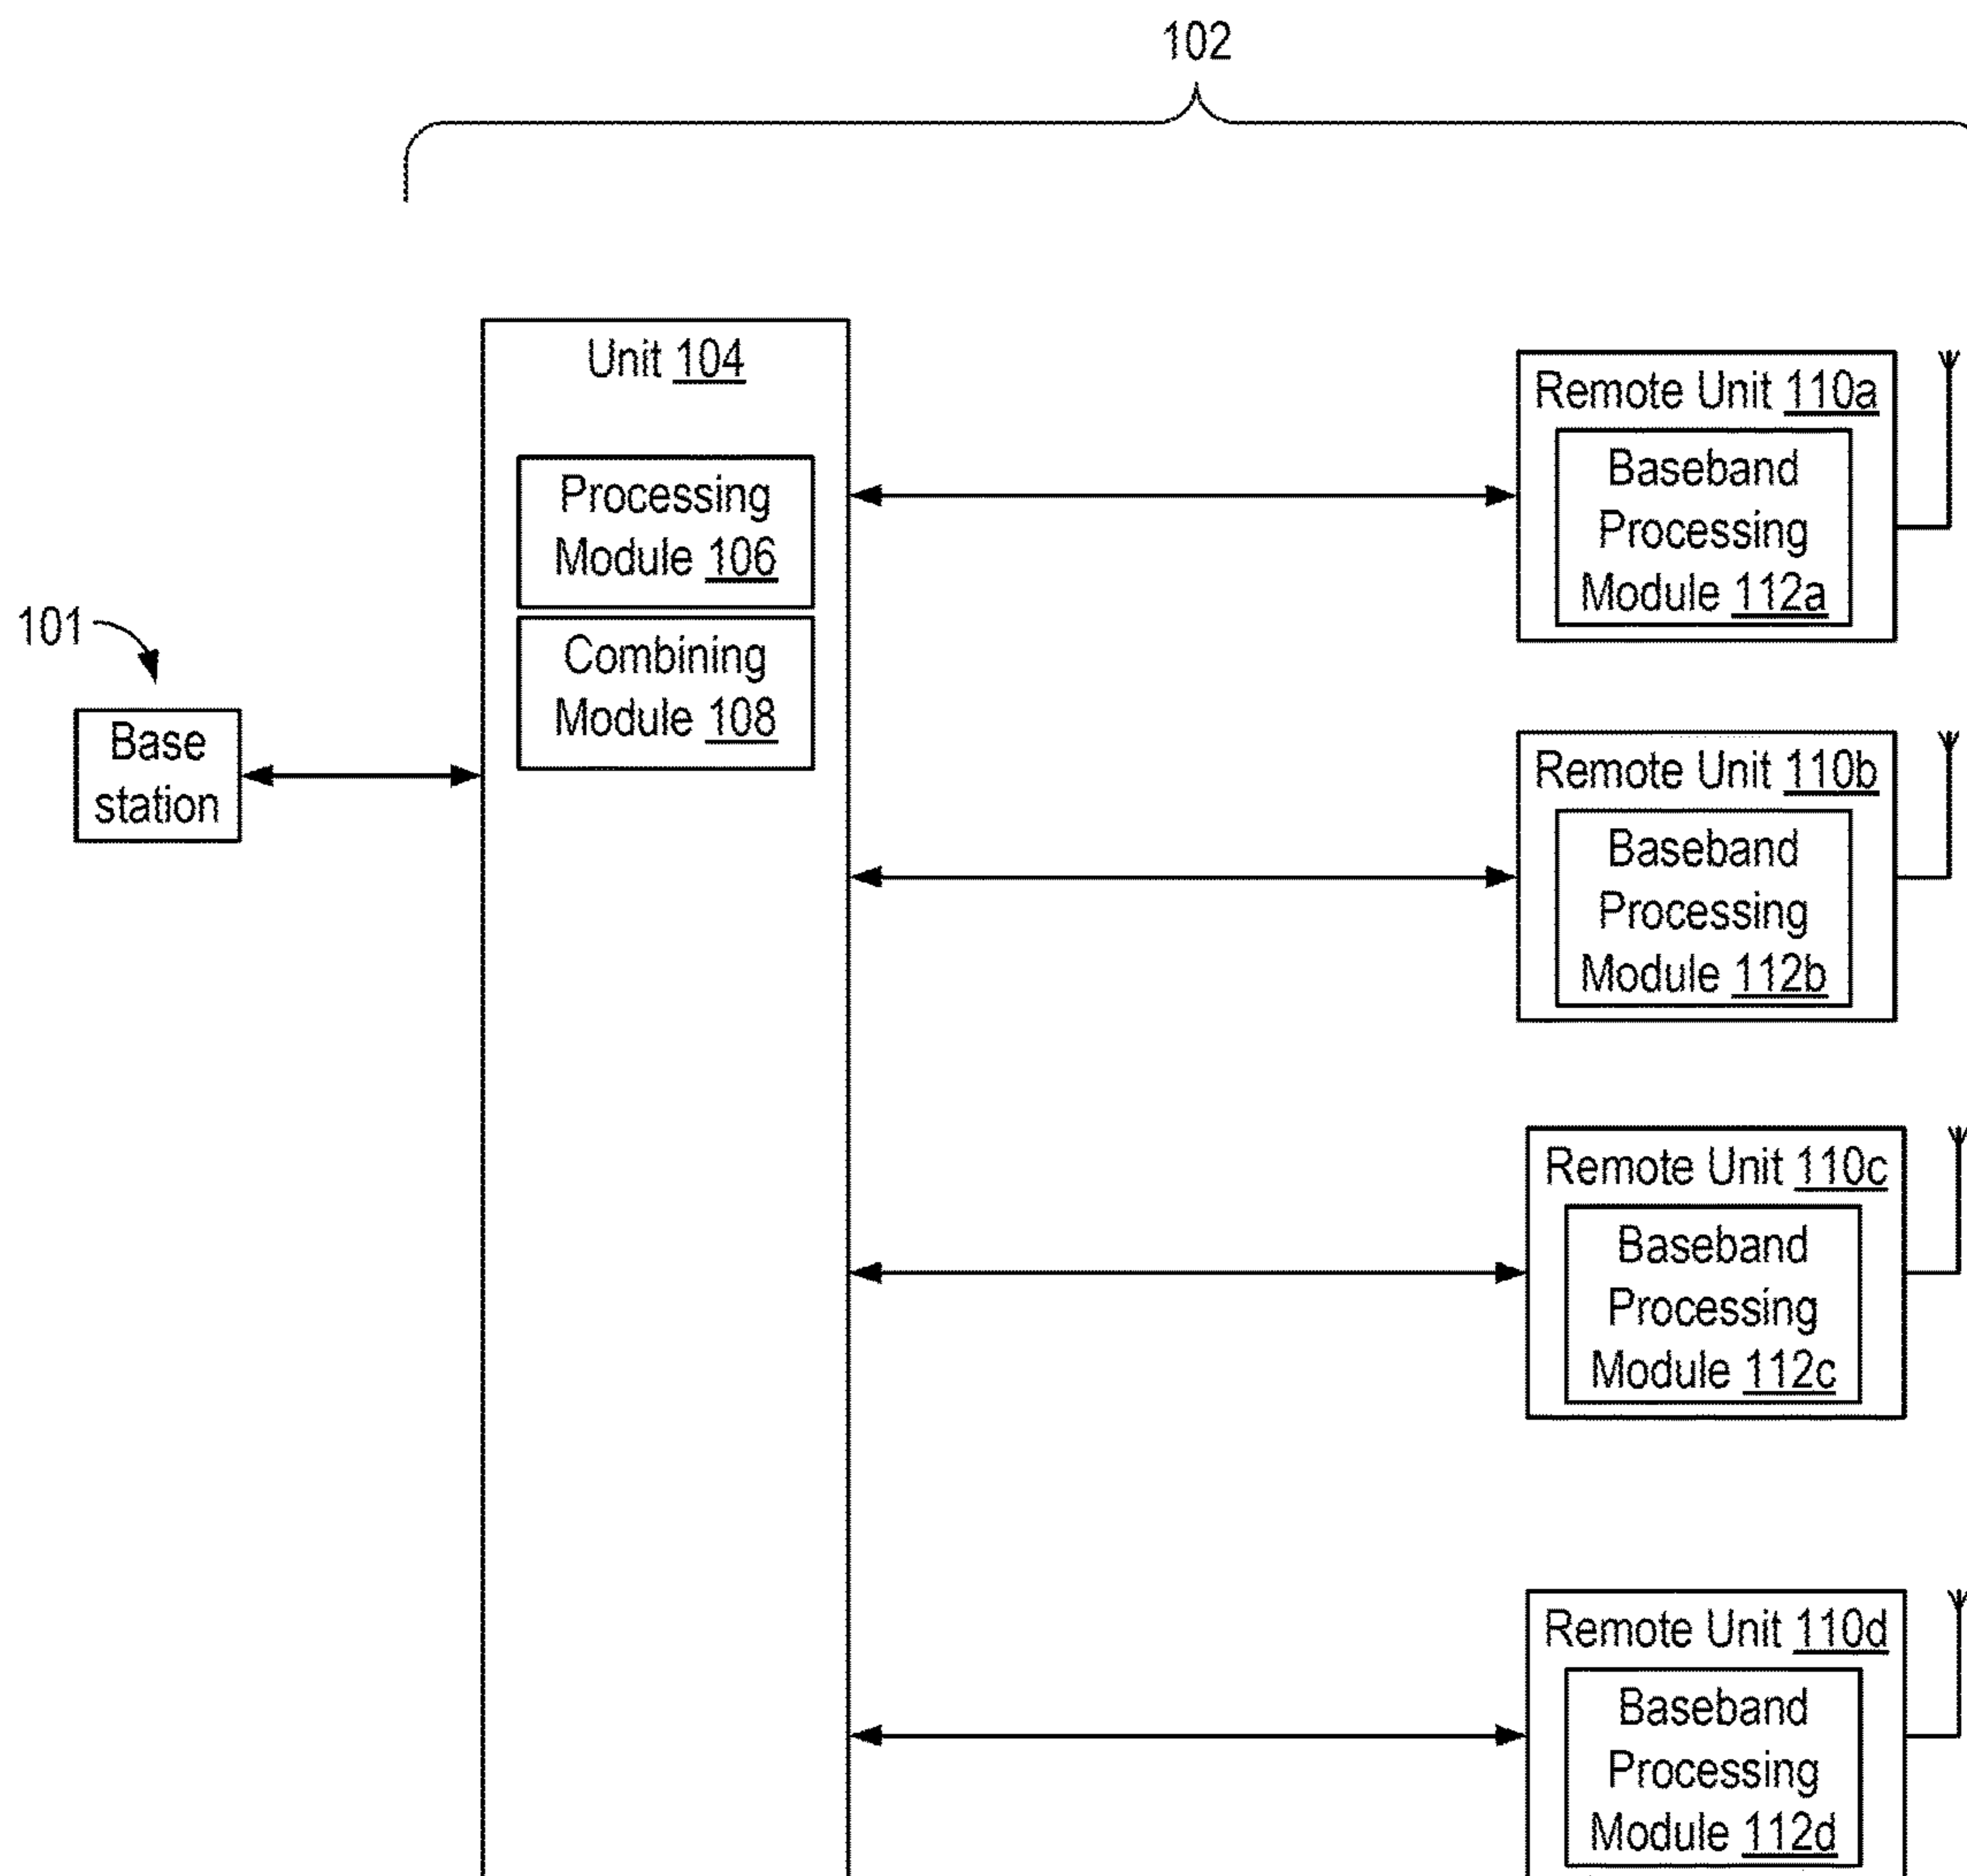 102
Unit 104
Processing
Module 106
Combining
Module 108
101
Base
station
Remote Unit 110a
Baseband
Processing
Module 112a
Remote Unit 110b
Baseband
Processing
Module 112b
Remote Unit 110c
Baseband
Processing
Module 112c
Remote Unit 110d
Baseband
Processing
Module 112d